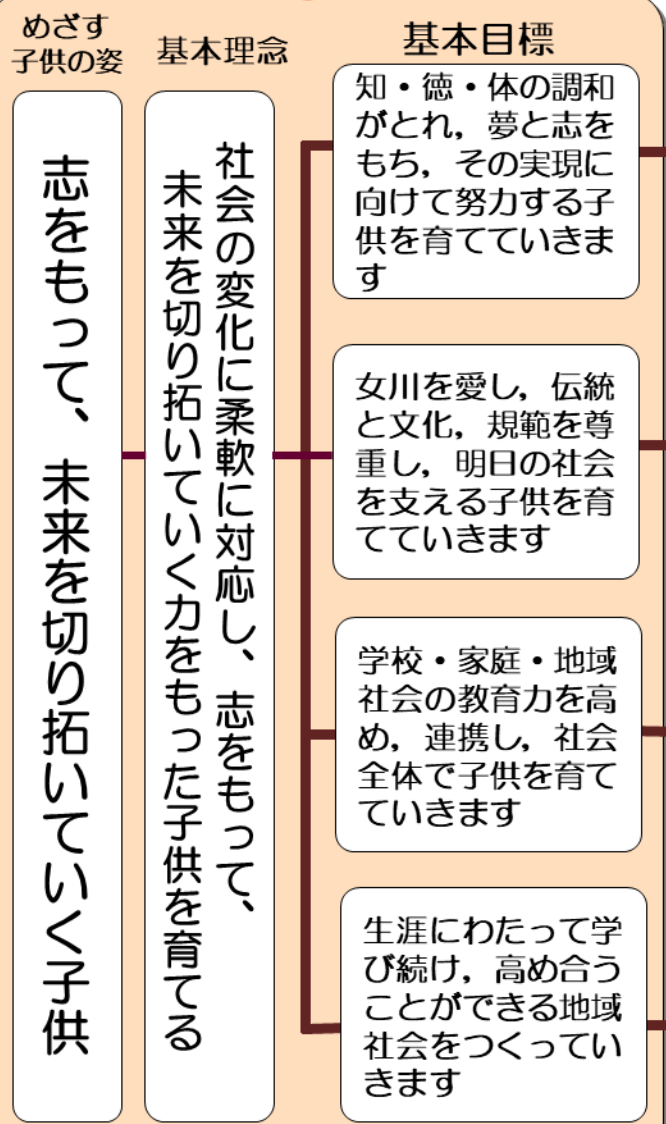 めざす
子供の姿
志をもって、未来を切り拓いていく子供
基本理念
社会の変化に柔軟に対応し、志をもって、
未来を切り拓いていく力をもった子供を育てる
基本目標
知・徳・体の調和
がとれ，夢と志を
もち，その実現に
向けて努力する子
供を育てていきま
す
女川を愛し，伝統
と文化，規範を尊
重し，明日の社会
を支える子供を育
てていきます
学校・家庭・地域
社会の教育力を高
め，連携し，社会
全体で子供を育て
ていきます
生涯にわたって学
び続け，高め合う
ことができる地域
社会をつくってい
きます